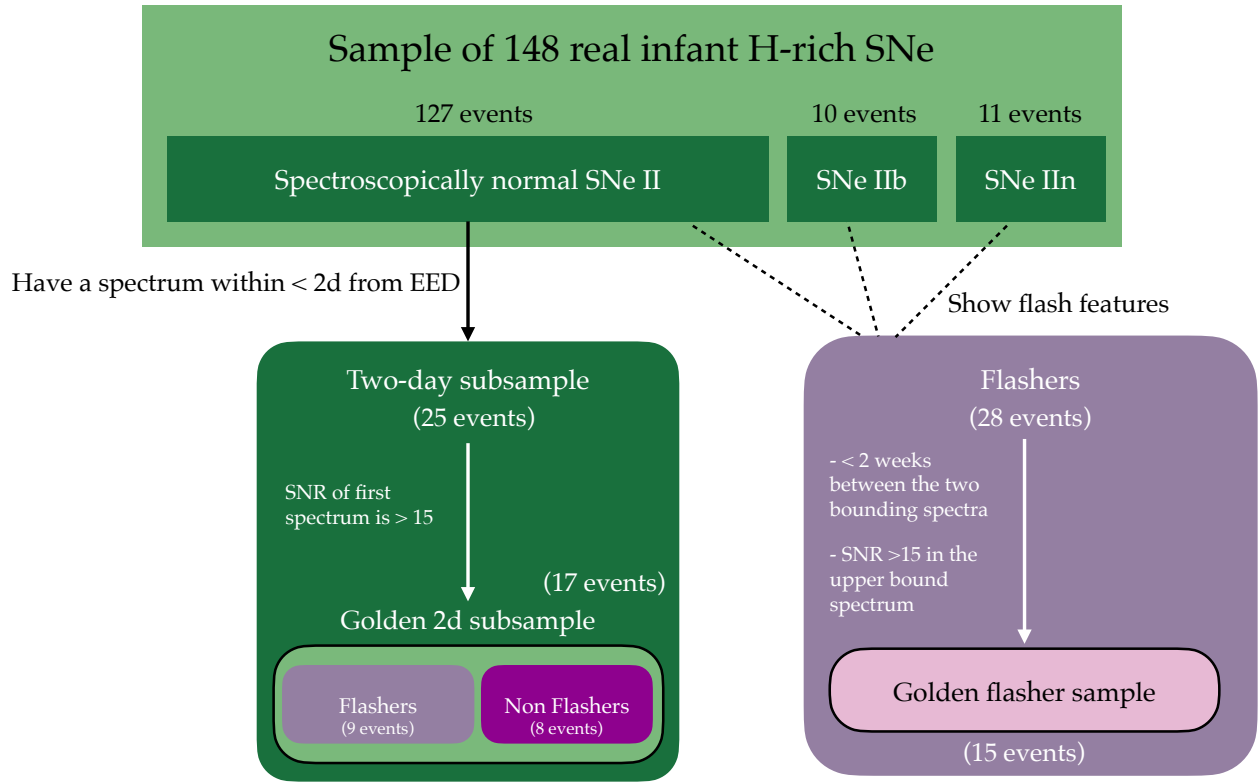 Sample of 148 real infant H-rich SNe
127 events
10 events
11 events
Spectroscopically normal SNe II
SNe IIb
SNe IIn
Have a spectrum within < 2d from EED
Show flash features
Two-day subsample
(25 events)
SNR of first
spectrum is > 15
(17 events)
Golden 2d subsample
Flashers
(9 events)
Non Flashers
(8 events)
Flashers
(28 events)
- < 2 weeks
between the two
bounding spectra
- SNR >15 in the
upper bound
spectrum
Golden flasher sample
(15 events)